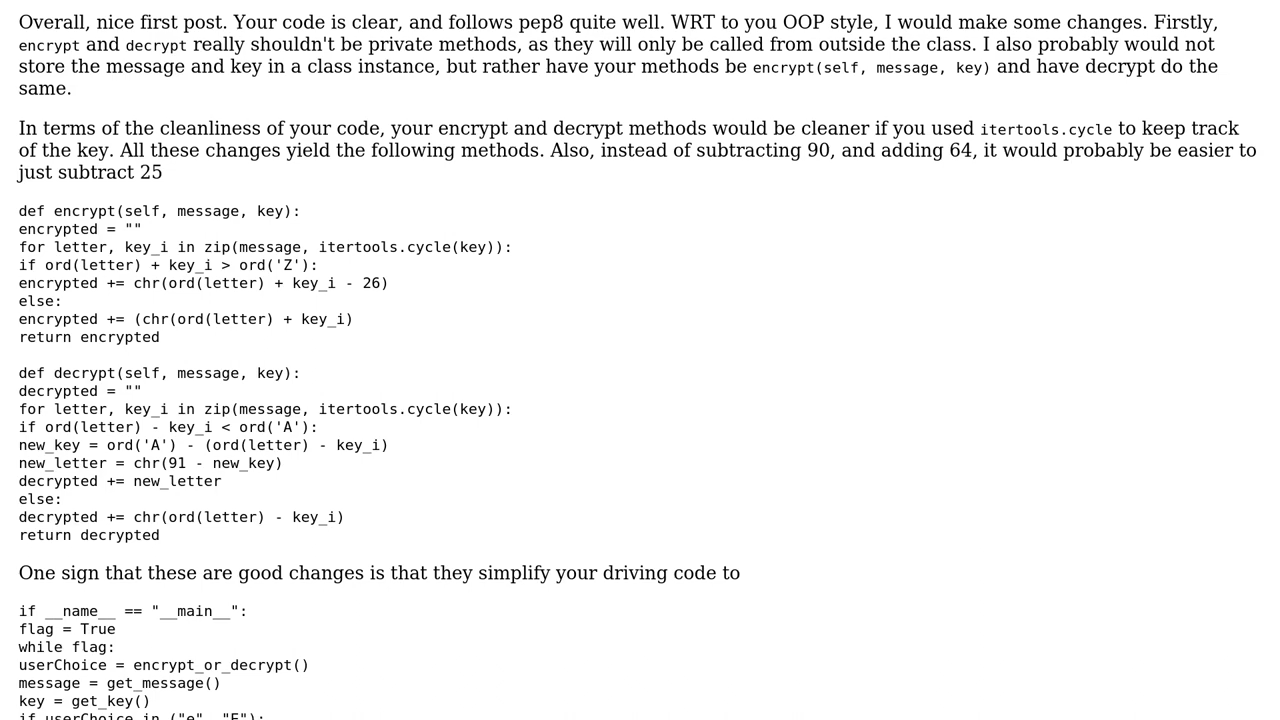 Overall, nice first post. Your code is clear, and follows pep8 quite well. WRT to you OOP style, I would make some changes. Firstly,
encrypt and decrypt really shouldn't be private methods, as they will only be called from outside the class. I also probably would not
store the message and key in a class instance, but rather have your methods be encrypt(self, message, key) and have decrypt do the
same.
In terms of the cleanliness of your code, your encrypt and decrypt methods would be cleaner if you used itertools.cycle to keep track
of the key. All these changes yield the following methods. Also, instead of subtracting 90, and adding 64, it would probably be easier to
just subtract 25
def encrypt(self, message, key):
encrypted = ""
for letter, key_i in zip(message, itertools.cycle(key)):
if ord(letter) + key_i > ord('Z'):
encrypted += chr(ord(letter) + key_i - 26)
else:
encrypted += (chr(ord(letter) + key_i)
return encrypted
def decrypt(self, message, key):
decrypted = ""
for letter, key_i in zip(message, itertools.cycle(key)):
if ord(letter) - key_i < ord('A'):
new_key = ord('A') - (ord(letter) - key_i)
new_letter = chr(91 - new_key)
decrypted += new_letter
else:
decrypted += chr(ord(letter) - key_i)
return decrypted
One sign that these are good changes is that they simplify your driving code to
if __name__ == "__main__":
flag = True
while flag:
userChoice = encrypt_or_decrypt()
message = get_message()
key = get_key()
if userChoice in ("e", "E"):